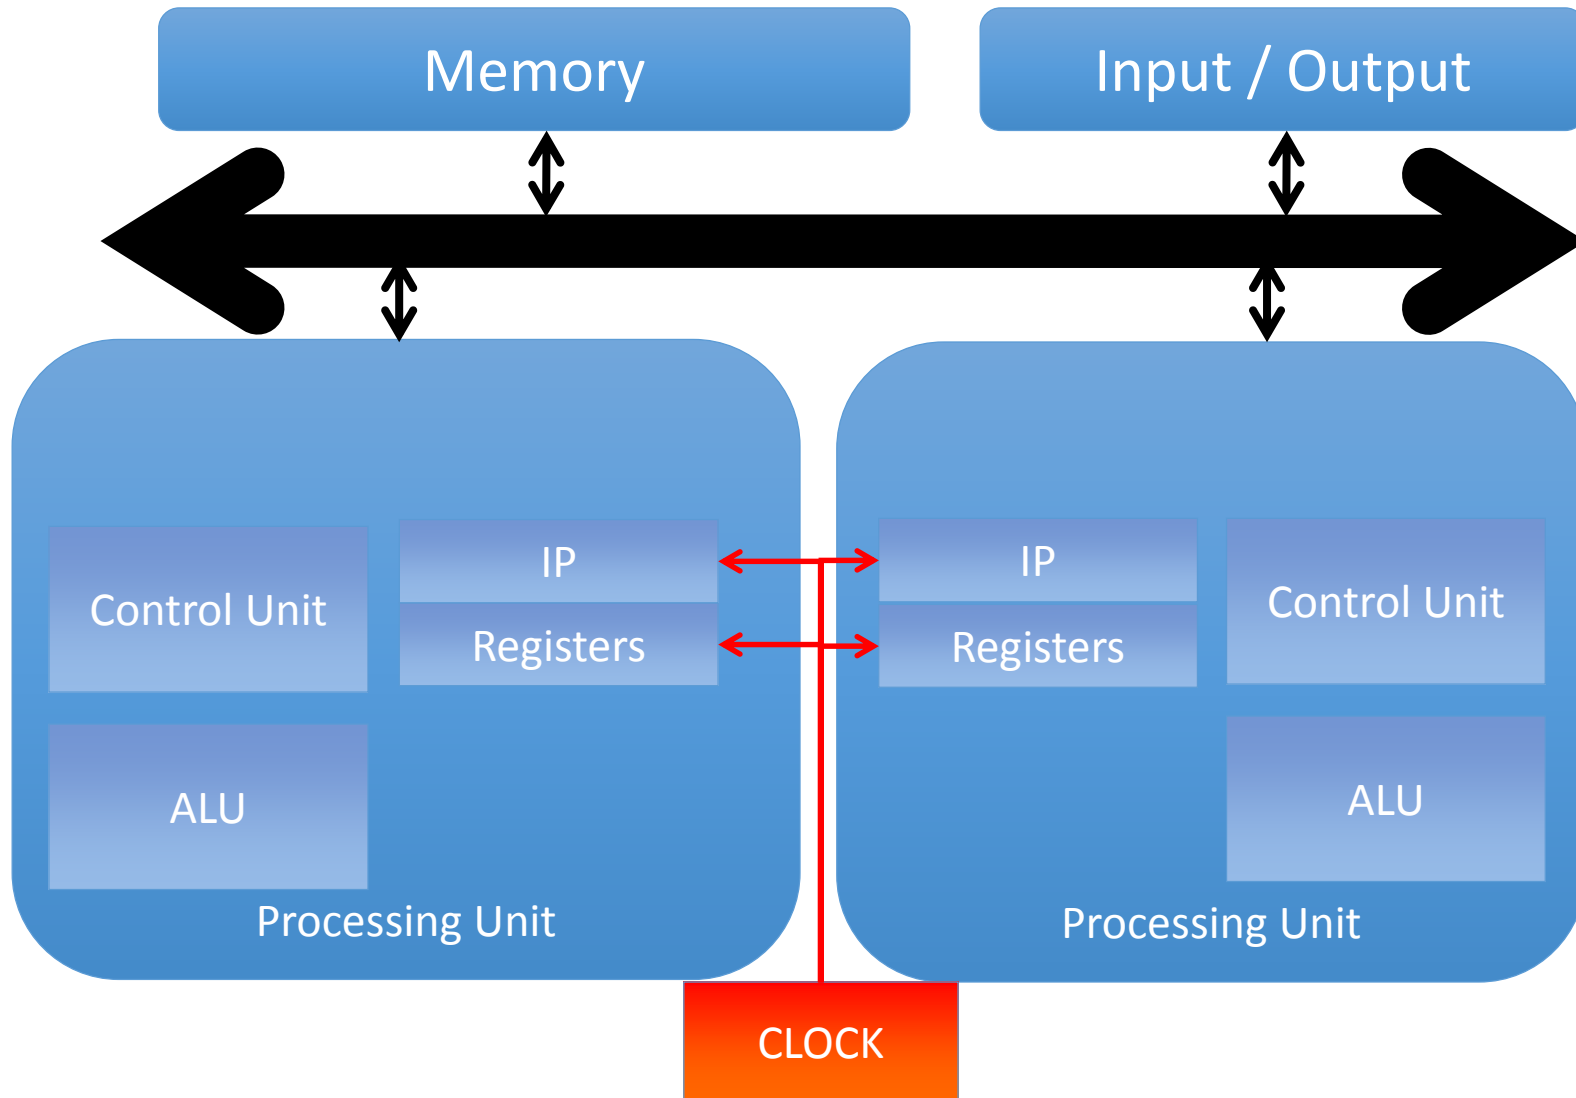 Memory
Input / Output
IP
Registers
Control Unit
ALU
Processing Unit
IP
Registers
Control Unit
ALU
Processing Unit
CLOCK